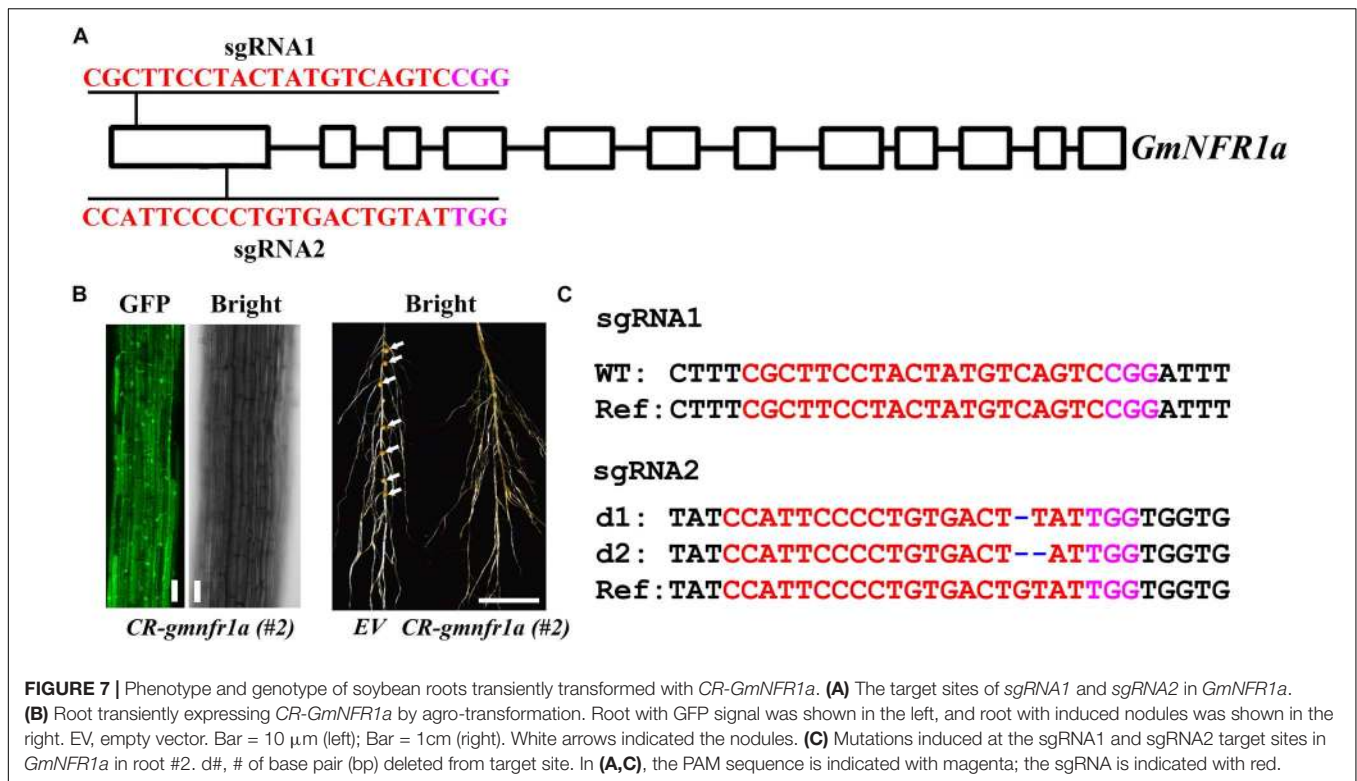 A
sgRNA1
CGCTTCCTACTATGTCAGTCCGG
GmNFR1a
CCATTCCCCTGTGACTGTATTGG
sgRNA2
B
GFP Bright Bright
CR-gmnfr1a (#2) EV CR-gmnfr1a (#2)
C
sgRNA1
WT: CTTTCGCTTCCTACTATGTCAGTCCGGATTT
Ref:CTTTCGCTTCCTACTATGTCAGTCCGGATTT
sgRNA2
d1: TATCCATTCCCCTGTGACT-TATTGGTGGTG
d2: TATCCATTCCCCTGTGACT--ATTGGTGGTG
Ref:TATCCATTCCCCTGTGACTGTATTGGTGGTG
FIGURE 7 | Phenotype and genotype of soybean roots transiently transformed with CR-GmNFR1a. (A) The target sites of sgRNA1 and sgRNA2 in GmNFR1a.
(B) Root transiently expressing CR-GmNFR1a by agro-transformation. Root with GFP signal was shown in the left, and root with induced nodules was shown in the
right. EV, empty vector. Bar = 10 μm (left); Bar = 1cm (right). White arrows indicated the nodules. (C) Mutations induced at the sgRNA1 and sgRNA2 target sites in
GmNFR1a in root #2. d#, # of base pair (bp) deleted from target site. In (A,C), the PAM sequence is indicated with magenta; the sgRNA is indicated with red.